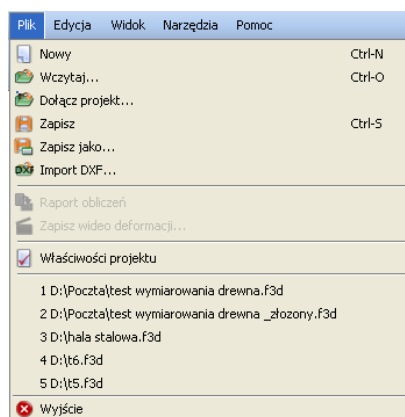 Plik Edycja Widok Narzędzia Pomoc
Nowy Ctrl-N
Wczytaj... Ctrl-O
Dołącz projekt...
Zapisz Ctrl-S
Zapisz jako...
DXF Import DXF...
Raport obliczeń
Zapisz wideo deformacji...
Właściwości projektu
1 D:\Poczta\test wymiarowania drewna.f3d
2 D:\Poczta\test wymiarowania drewna _złozony.f3d
3 D:\hala stalowa.f3d
4 D:\t6.f3d
5 D:\t5.f3d
Wyjście